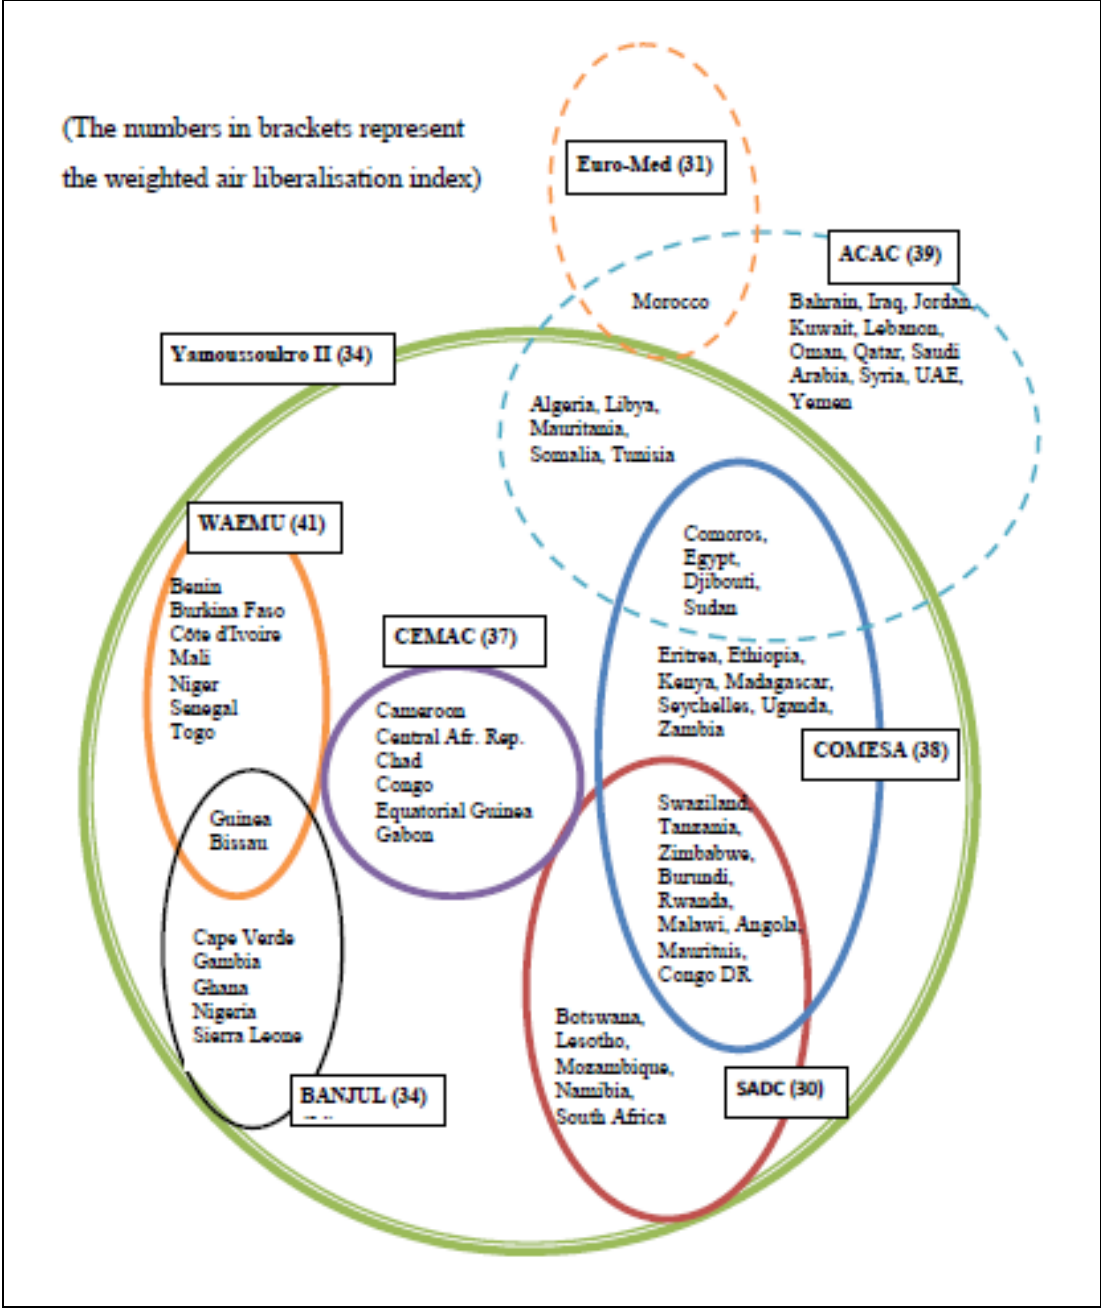 (The numbers in brackets represent
the weighted air liberalisation index)
Euro-Med (31)
ACAC (39)
Morocco
Bahrain, Iraq, Jordan,
Kuwait, Lebanon,
Oman, Qatar, Saudi
Arabia, Syria, UAE,
Yemen
Yamoussoukro II (34)
Algeria, Libya,
Mauritania,
Somalia, Tunisia
WAEMU (41)
Benin
Burkina Faso
Côte d'Ivoire
Mali
Niger
Senegal
Togo
Comoros,
Egypt,
Djibouti,
Sudan
CEMAC (37)
Cameroon
Central Afr. Rep.
Chad
Congo
Equatorial Guinea
Gabon
Eritrea, Ethiopia,
Kenya, Madagascar,
Seychelles, Uganda,
Zambia
COMESA (38)
Guinea
Bissau
Swaziland,
Tanzania,
Zimbabwe,
Burundi,
Rwanda,
Malawi, Angola,
Maurituis,
Congo DR
Cape Verde
Gambia
Ghana
Nigeria
Sierra Leone
Botswana,
Lesotho,
Mozambique,
Namibia,
South Africa
BANJUL (34)
SADC (30)